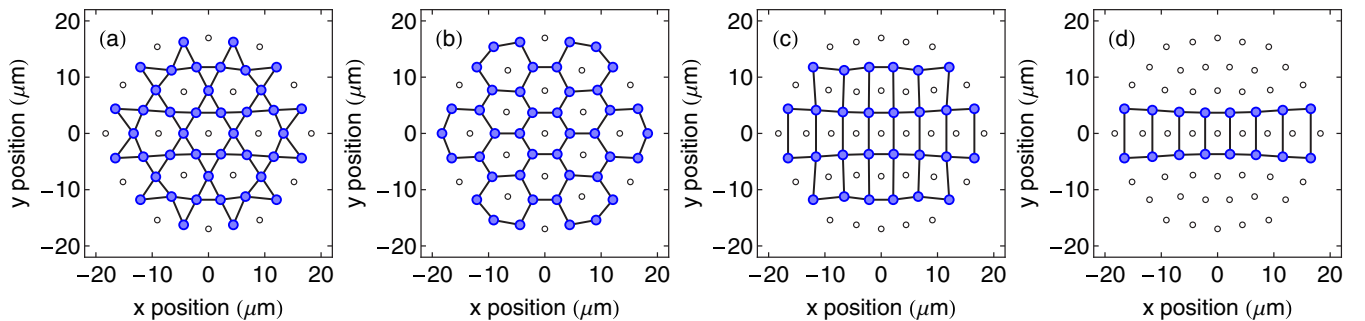 (a) (b) (c) (d)
y position (μm) y position (μm) y position (μm) y position (μm)
20 20 20 20
10 10 10 10
0 0 0 0
−10 −10 −10 −10
−20 −20 −20 −20
−20 −10 0 10 20 −20 −10 0 10 20 −20 −10 0 10 20 −20 −10 0 10 20
x position (μm) x position (μm) x position (μm) x position (μm)